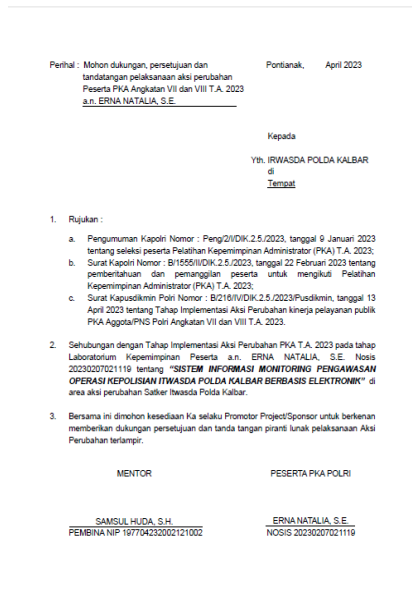 Perihal : Mohon dukungan, persetujuan dan
tandatangan pelaksanaan aksi perubahan
Peserta PKA Angkatan VII dan VIII T.A. 2023
a.n. ERNA NATALIA, S.E.
Pontianak, April 2023
Kepada
Yth. IRWASDA POLDA KALBAR
di
Tempat
1. Rujukan :
a. Pengumuman Kapolri Nomor : Peng/2/I/DIK.2.5./2023, tanggal 9 Januari 2023
tentang seleksi peserta Pelatihan Kepemimpinan Administrator (PKA) T.A. 2023;
b. Surat Kapolri Nomor : B/1555/II/DIK.2.5./2023, tanggal 22 Februari 2023 tentang
pemberitahuan dan pemanggilan peserta untuk mengikuti Pelatihan
Kepemimpinan Administrator (PKA) T.A. 2023;
c. Surat Kapusdikmin Polri Nomor : B/216/IV/DIK.2.5./2023/Pusdikmin, tanggal 13
April 2023 tentang Tahap Implementasi Aksi Perubahan kinerja pelayanan publik
PKA Aggota/PNS Polri Angkatan VII dan VIII T.A. 2023.
2. Sehubungan dengan Tahap Implementasi Aksi Perubahan PKA T.A. 2023 pada tahap
Laboratorium Kepemimpinan Peserta a.n. ERNA NATALIA, S.E. Nosis
20230207021119 tentang "SISTEM INFORMASI MONITORING PENGAWASAN
OPERASI KEPOLISIAN ITWASDA POLDA KALBAR BERBASIS ELEKTRONIK" di
area aksi perubahan Satker Itwasda Polda Kalbar.
3. Bersama ini dimohon kesediaan Ka selaku Promotor Project/Sponsor untuk berkenan
memberikan dukungan persetujuan dan tanda tangan piranti lunak pelaksanaan Aksi
Perubahan terlampir.
MENTOR PESERTA PKA POLRI
SAMSUL HUDA, S.H. ERNA NATALIA, S.E.
PEMBINA NIP 197704232002121002 NOSIS 20230207021119